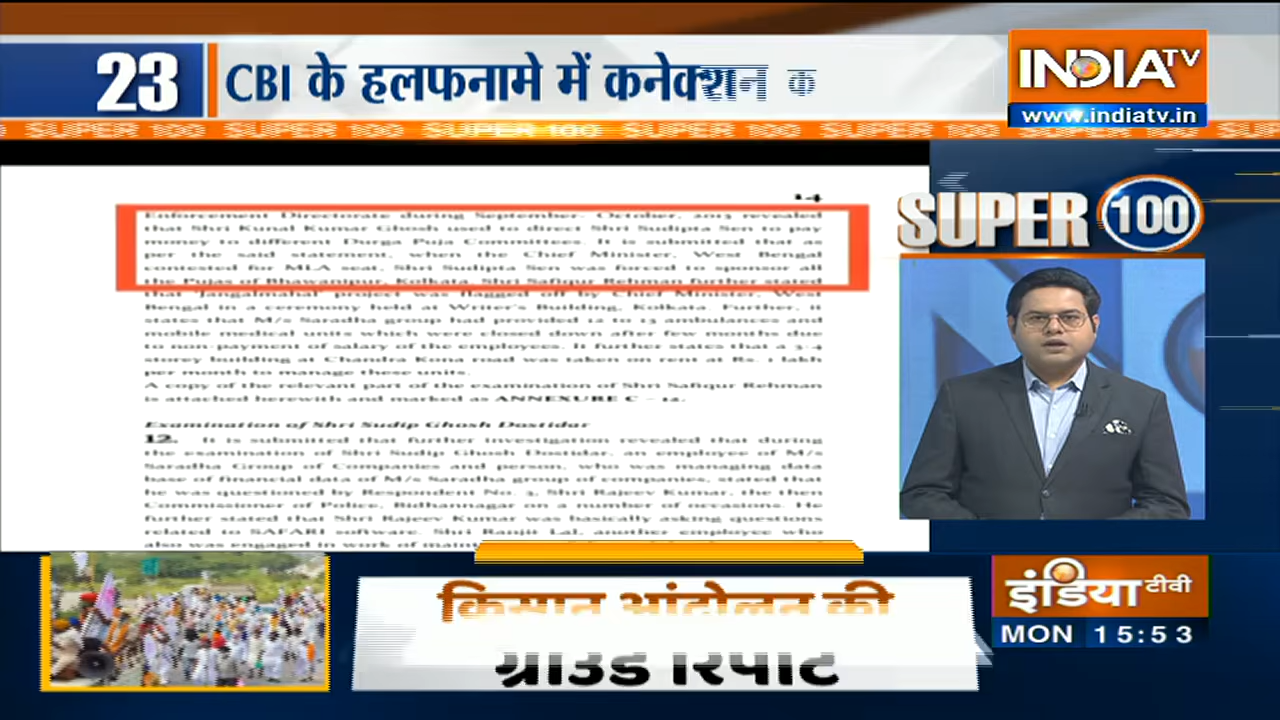 23
CBI के हलफनामे में कनेक्शन क
INDIA TV
www.indiatv.in
SUPER 100 SUPER 100 SUPER 100 SUPER 100 SUPER 100
SUPER 100
14
Enforcement Directorate during September- October, 2013 revealed
that Shri Kunal Kumar Ghosh used to direct Shri Sudipta Sen to pay
money to different Durga Puja Committees. It is submitted that as
per the said statement, when the Chief Minister, West Bengal
contested for MLA seat, Shri Sudipta Sen was forced to sponsor all
the Pujas of Bhawanipur, Kolkata. Shri Safiqur Rehman further stated
that 'Jangalmahal' project was flagged off by Chief Minister, West
Bengal in a ceremony held at Writer's Building, Kolkata. Further, it
states that M/s Saradha group had provided 12 to 13 ambulances and
mobile medical units which were closed down after few months due
to non-payment of salary of the employees. It further states that a 3-4
storey building at Chandra Kona road was taken on rent at Rs. 1 lakh
per month to manage these units.
A copy of the relevant part of the examination of Shri Safiqur Rehman
is attached herewith and marked as ANNEXURE C – 12.
Examination of Shri Sudip Ghosh Dostidar
12. It is submitted that further investigation revealed that during
the examination of Shri Sudip Ghosh Dostidar, an employee of M/s
Saradha Group of Companies and person, who was managing data
base of financial data of M/s Saradha group of companies, stated that
he was questioned by Respondent No. 3, Shri Rajeev Kumar, the then
Commissioner of Police, Bidhannagar on a number of occasions. He
further stated that Shri Rajeev Kumar was basically asking questions
related to SAFARI software. Shri Ranjit Lal, another employee who
also was engaged in work of
किसान आंदोलन की
ग्राउंड रिपोर्ट
इंडिया टीवी
MON 15:53